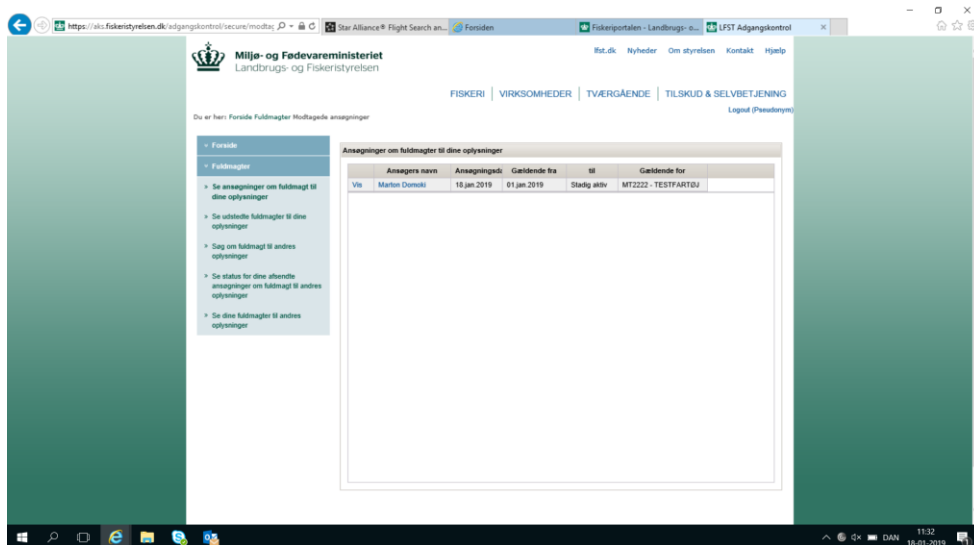 https://aks.fiskeristyrelsen.dk/adgangskontrol/secure/modtag
Star Alliance® Flight Search an...
Forsiden
Fiskeriportalen - Landbrugs- o...
LFST Adgangskontrol
Miljø- og Fødevareministeriet
Landbrugs- og Fiskeristyrelsen
lfst.dk Nyheder Om styrelsen Kontakt Hjælp
FISKERI VIRKSOMHEDER TVÆRGÅENDE TILSKUD & SELVBETJENING
Logout (Pseudonym)
Du er her: Forside Fuldmagter Modtagede ansøgninger
Forside
Fuldmagter
Se ansøgninger om fuldmagt til
dine oplysninger
Se udstedte fuldmagter til dine
oplysninger
Søg om fuldmagt til andres
oplysninger
Se status for dine afsendte
ansøgninger om fuldmagt til andres
oplysninger
Se dine fuldmagter til andres
oplysninger
Ansøgninger om fuldmagter til dine oplysninger
Ansøgers navn Ansøgningsda Gældende fra til Gældende for
Vis Marton Domoki 18.jan.2019 01.jan.2019 Stadig aktiv MT2222 - TESTFARTØJ
DAN
11:32
18-01-2019